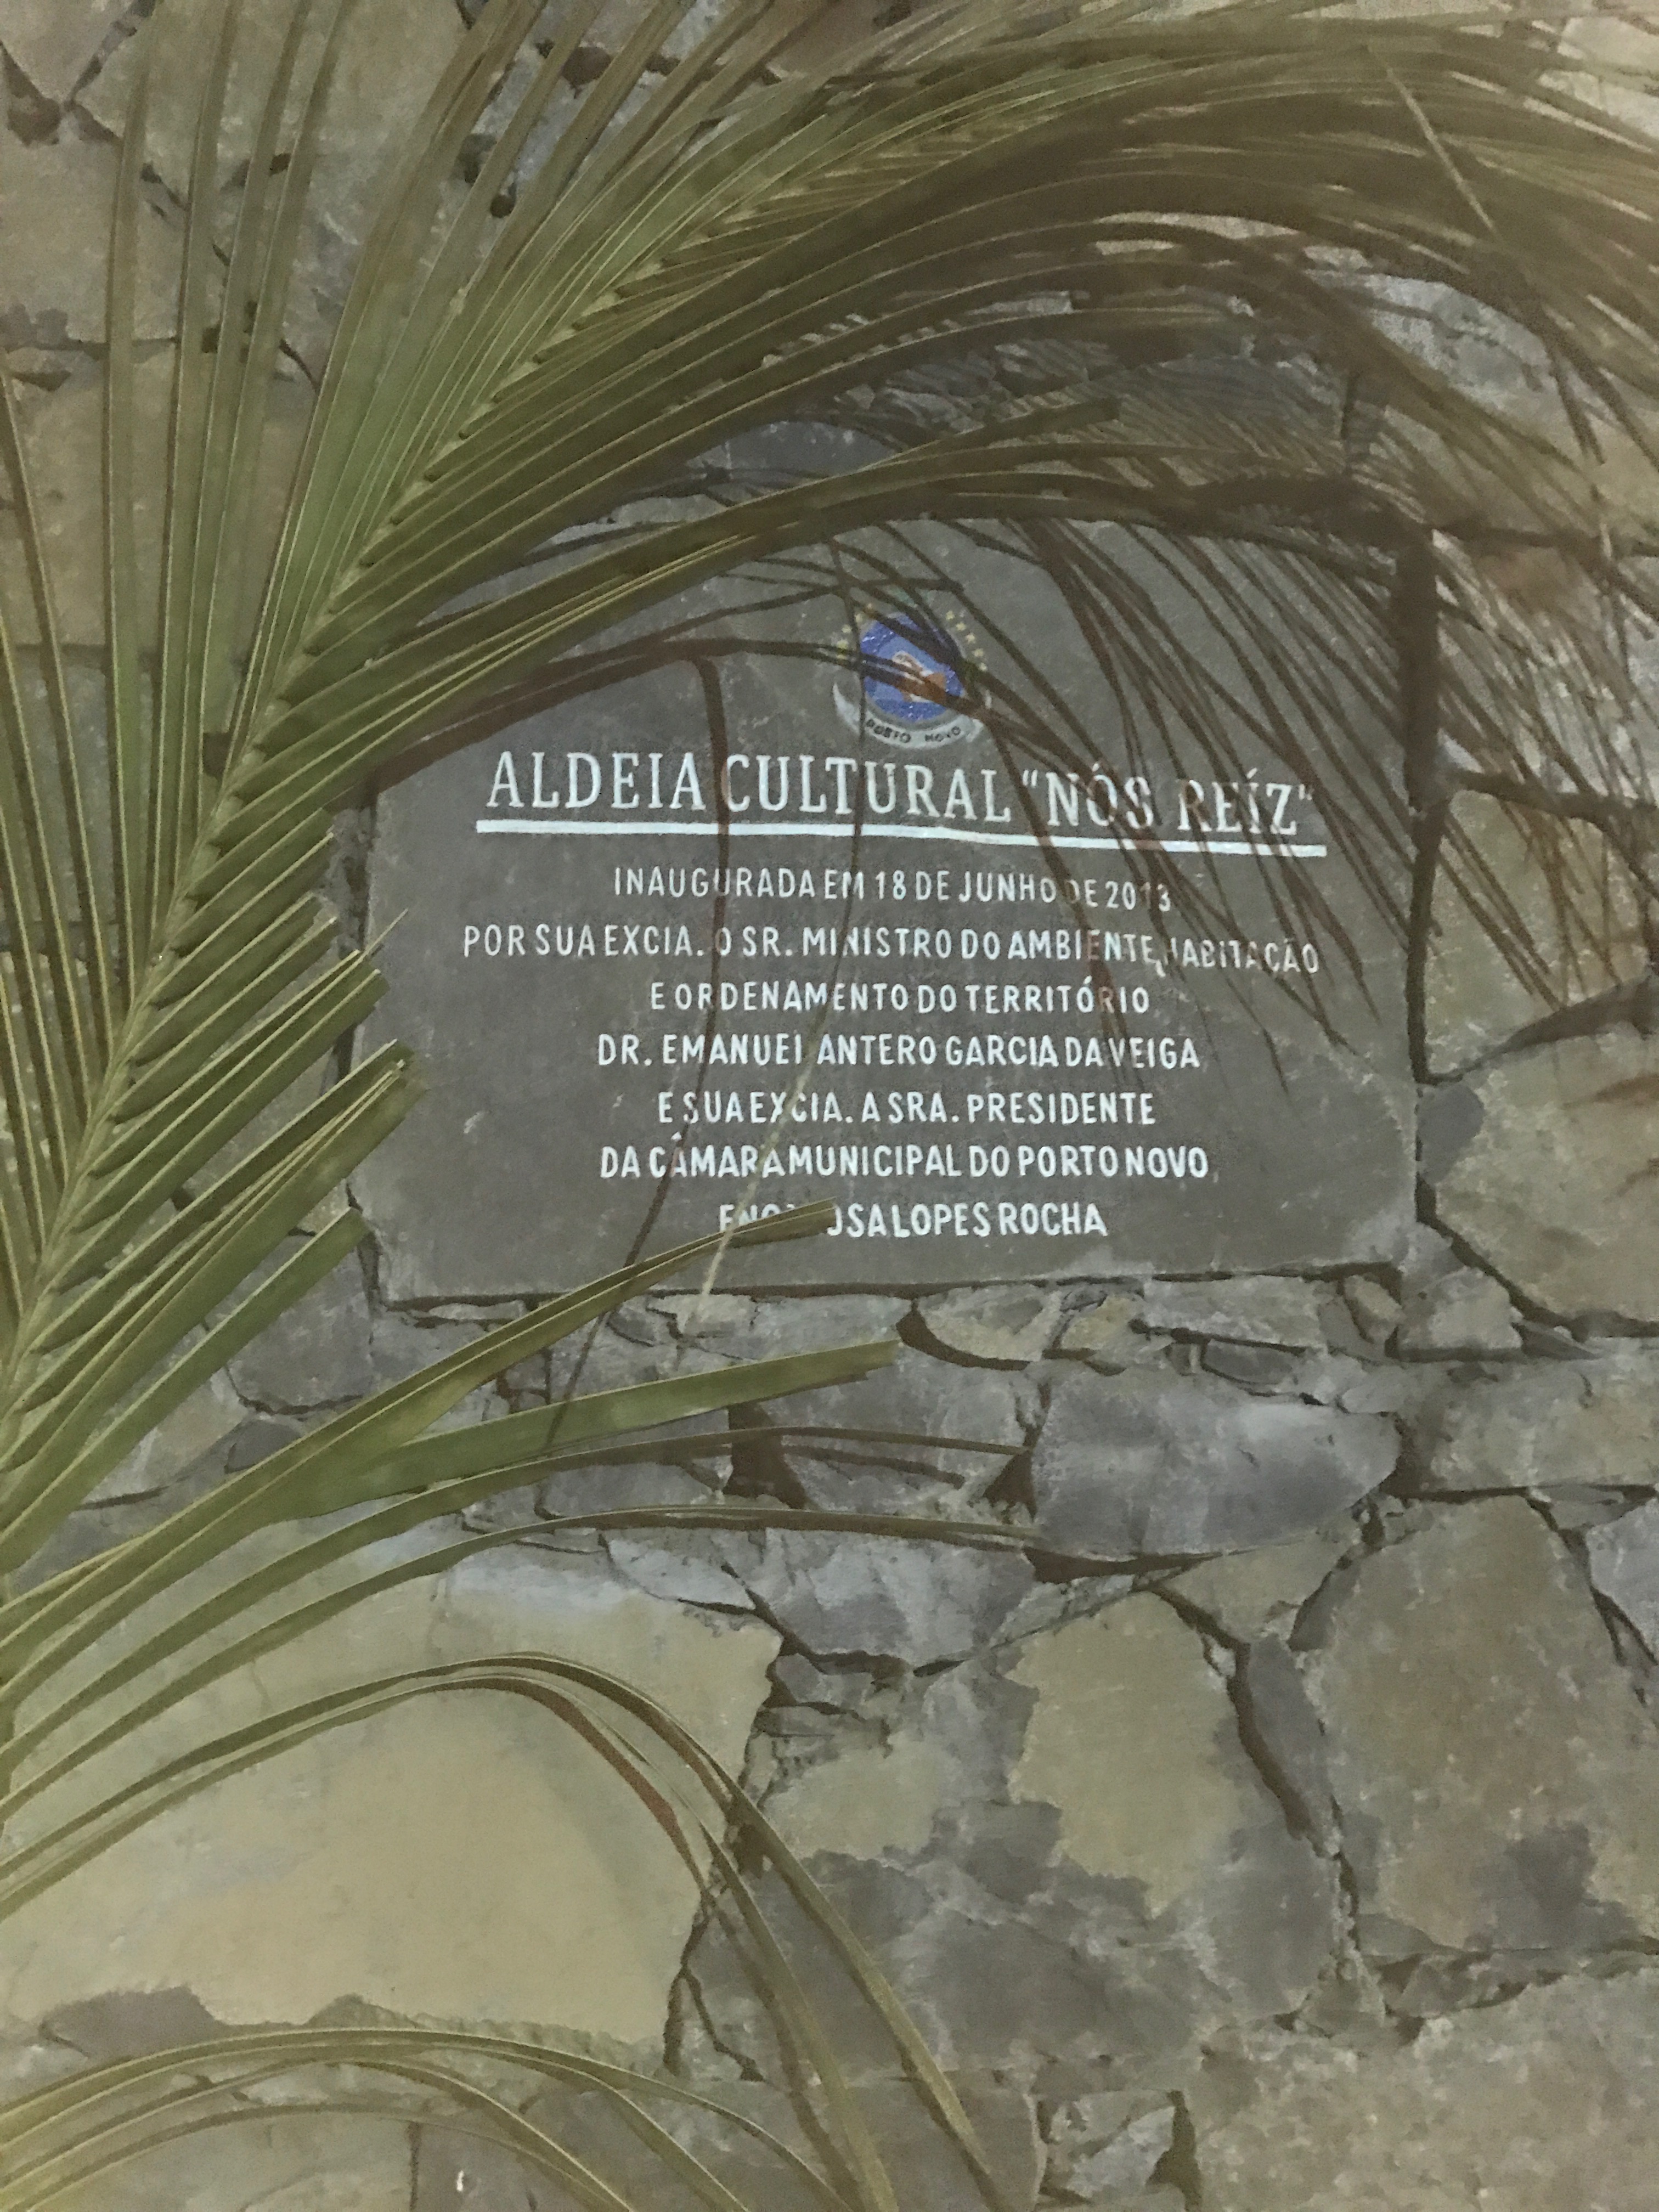 PORTO NOVO
ALDEIA CULTURAL "NÓS REÍZ"
INAUGURADA EM 18 DE JUNHO DE 2013
POR SUA EXCIA. O SR. MINISTRO DO AMBIENTE, HABITAÇÃO
E ORDENAMENTO DO TERRITÓRIO
DR. EMANUEL ANTERO GARCIA DA VEIGA
E SUA EXCIA. A SRA. PRESIDENTE
DA CÂMARA MUNICIPAL DO PORTO NOVO,
LOPES ROCHA